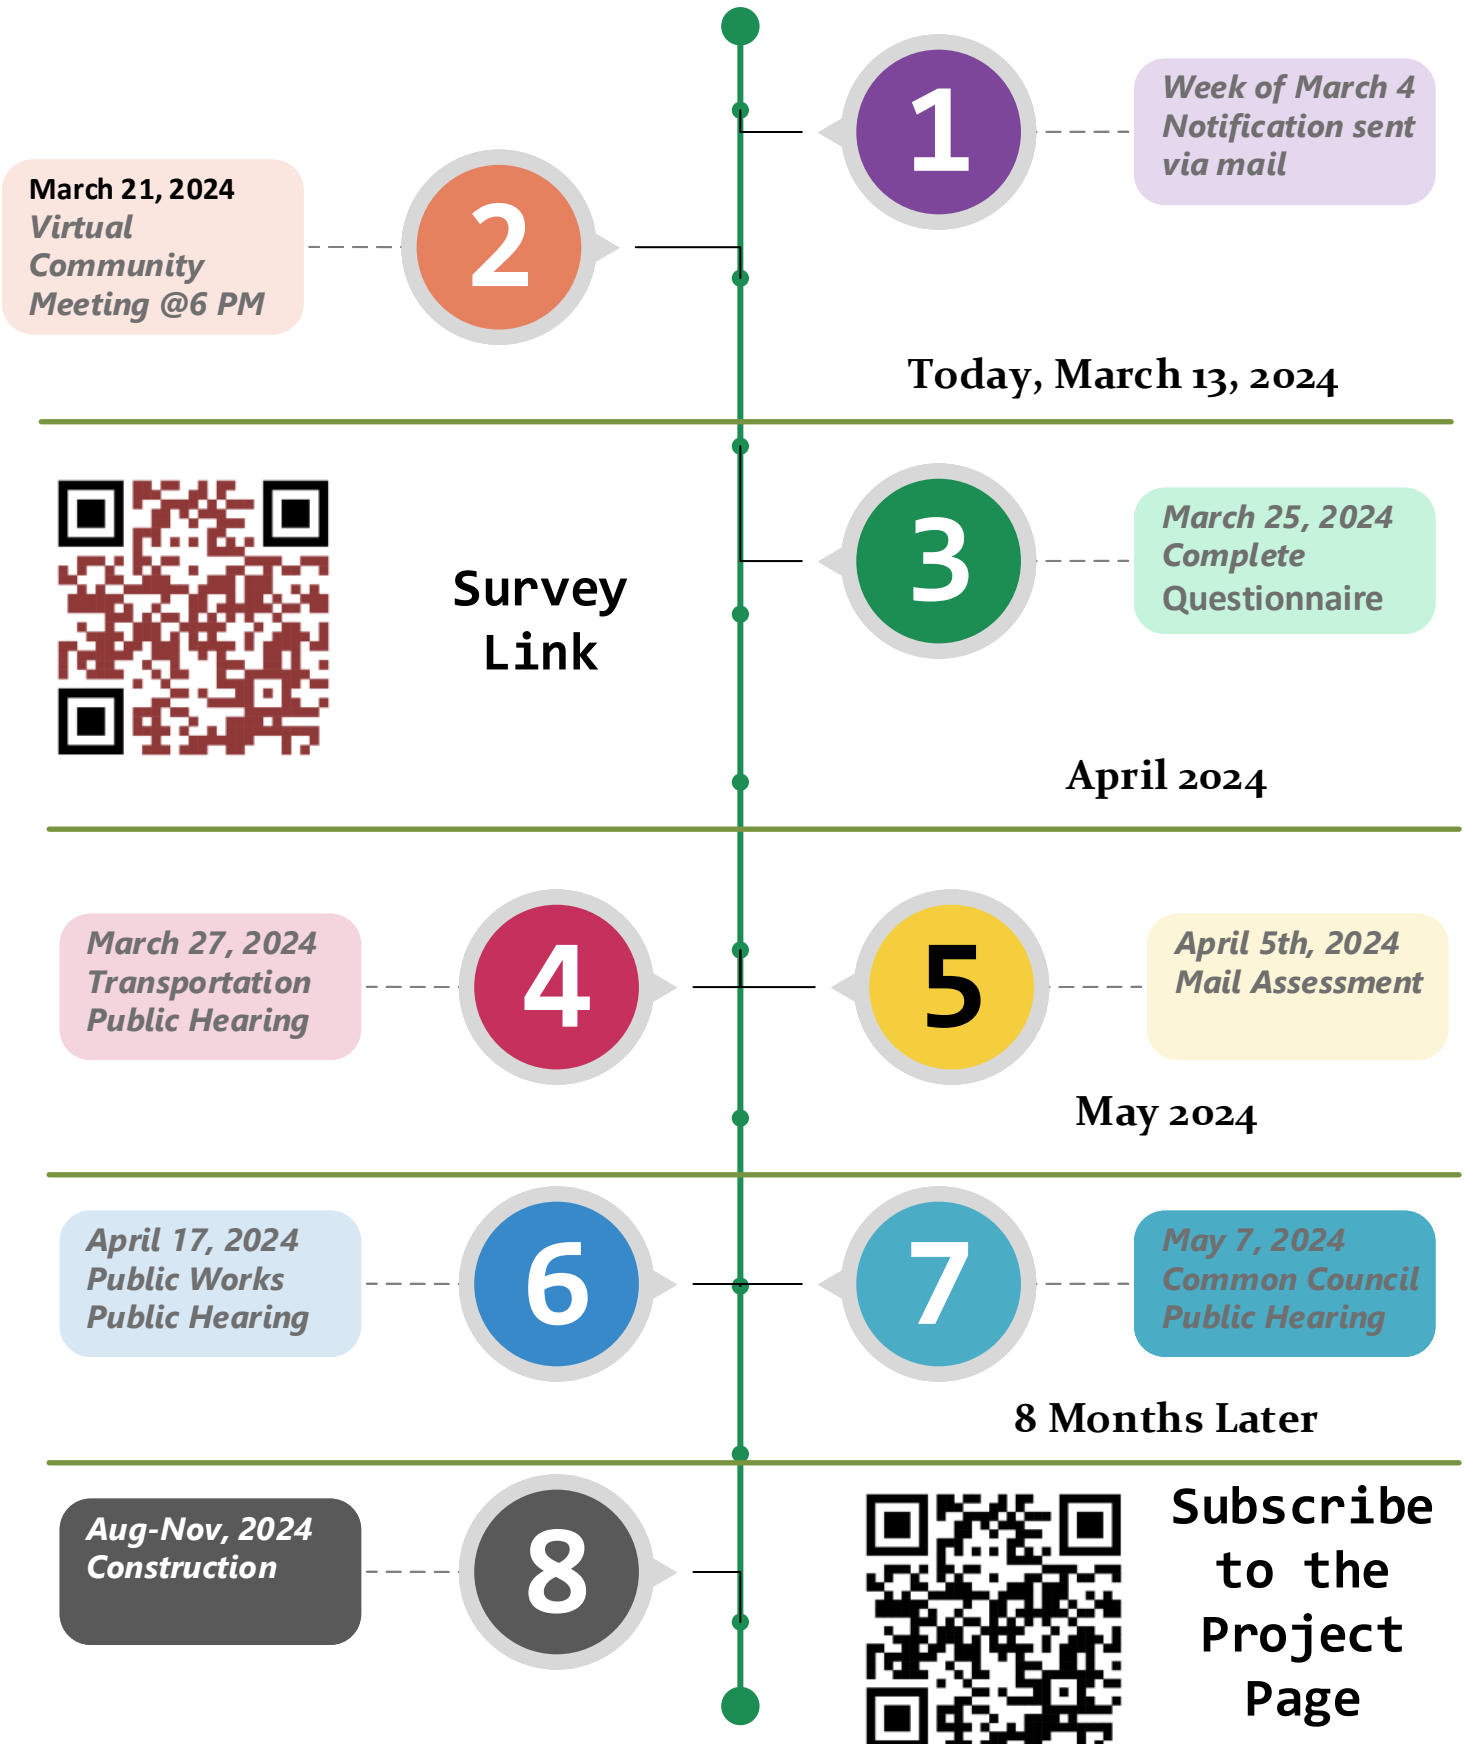 1
Week of March 4
Notification sent
via mail
2
March 21, 2024
Virtual
Community
Meeting @6 PM
Today, March 13, 2024
Survey
Link
3
March 25, 2024
Complete
Questionnaire
April 2024
4
March 27, 2024
Transportation
Public Hearing
5
April 5th, 2024
Mail Assessment
May 2024
6
April 17, 2024
Public Works
Public Hearing
7
May 7, 2024
Common Council
Public Hearing
8 Months Later
8
Aug-Nov, 2024
Construction
Subscribe
to the
Project
Page